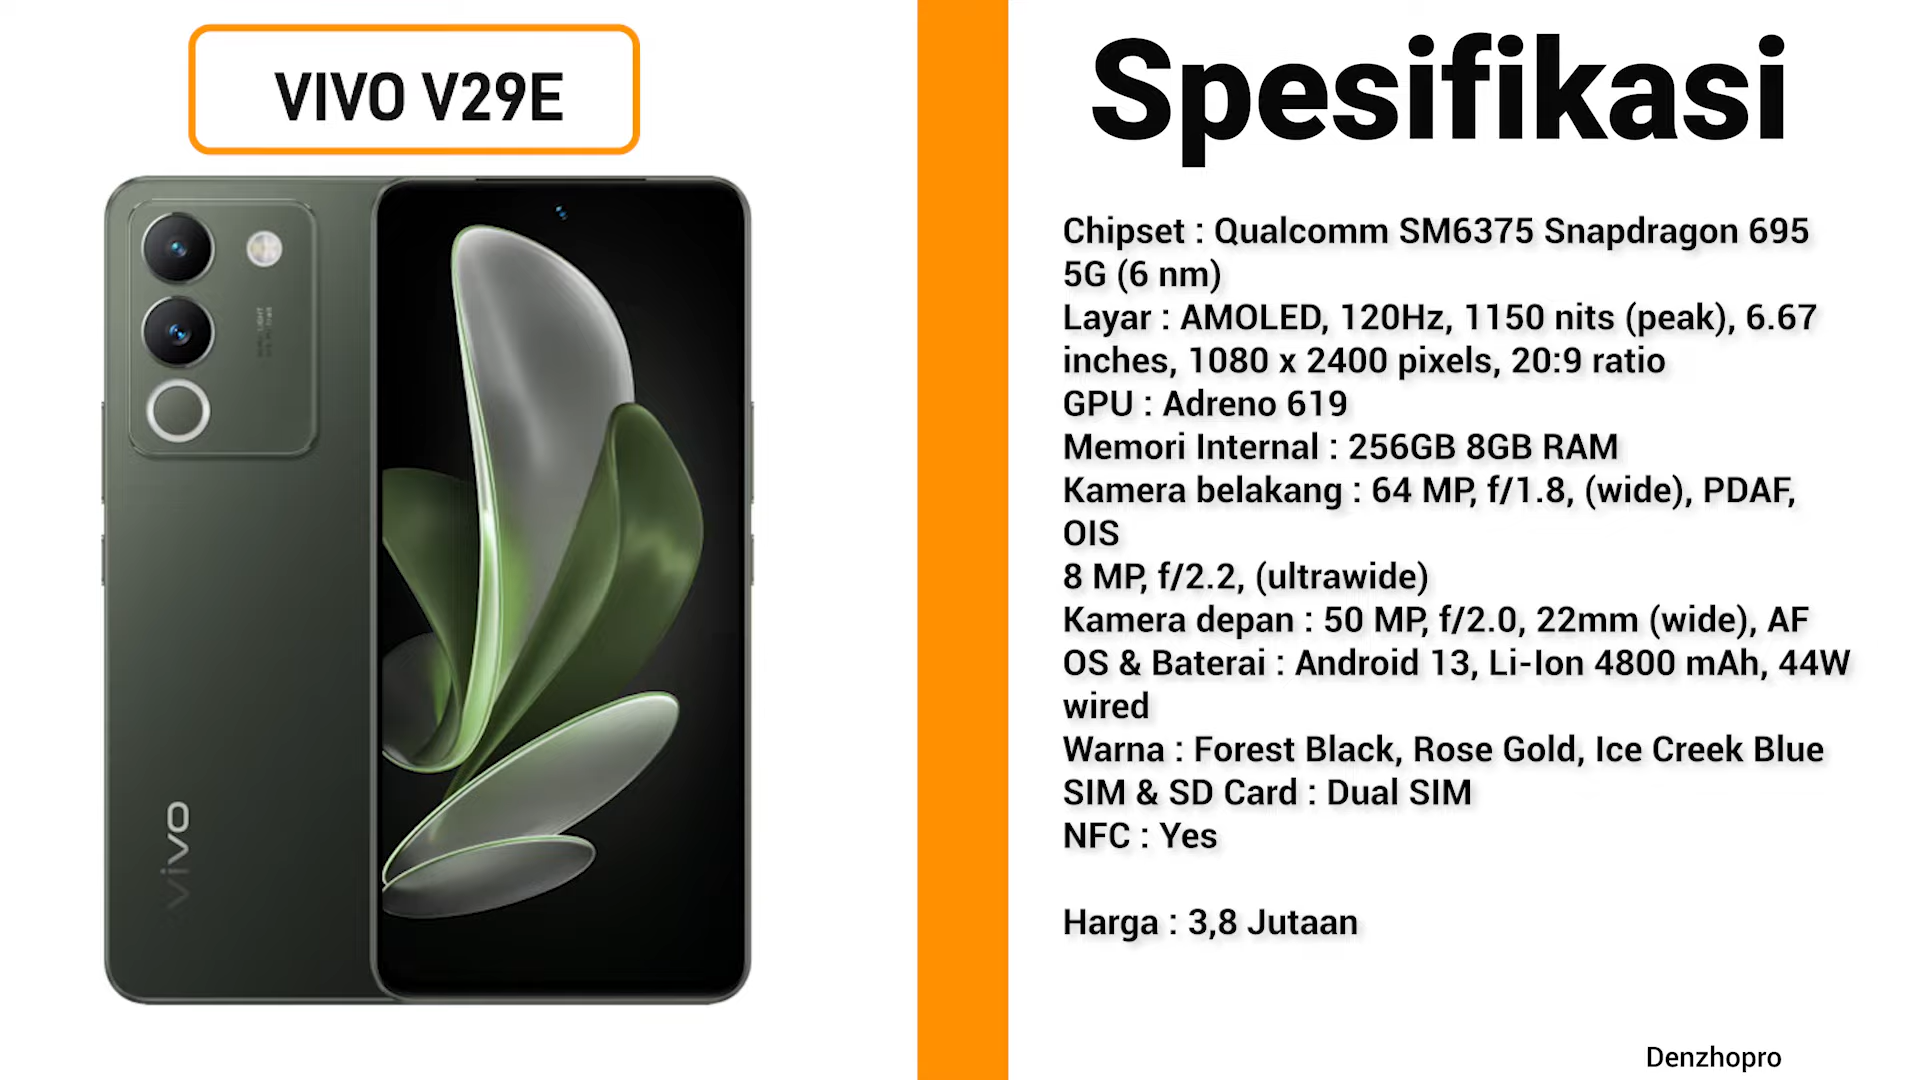 VIVO V29E
vivo
Spesifikasi
Chipset : Qualcomm SM6375 Snapdragon 695
5G (6 nm)
Layar : AMOLED, 120Hz, 1150 nits (peak), 6.67
inches, 1080 x 2400 pixels, 20:9 ratio
GPU : Adreno 619
Memori Internal : 256GB 8GB RAM
Kamera belakang : 64 MP, f/1.8, (wide), PDAF,
OIS
8 MP, f/2.2, (ultrawide)
Kamera depan : 50 MP, f/2.0, 22mm (wide), AF
OS & Baterai : Android 13, Li-Ion 4800 mAh, 44W
wired
Warna : Forest Black, Rose Gold, Ice Creek Blue
SIM & SD Card : Dual SIM
NFC : Yes
Harga : 3,8 Jutaan
Denzhopro